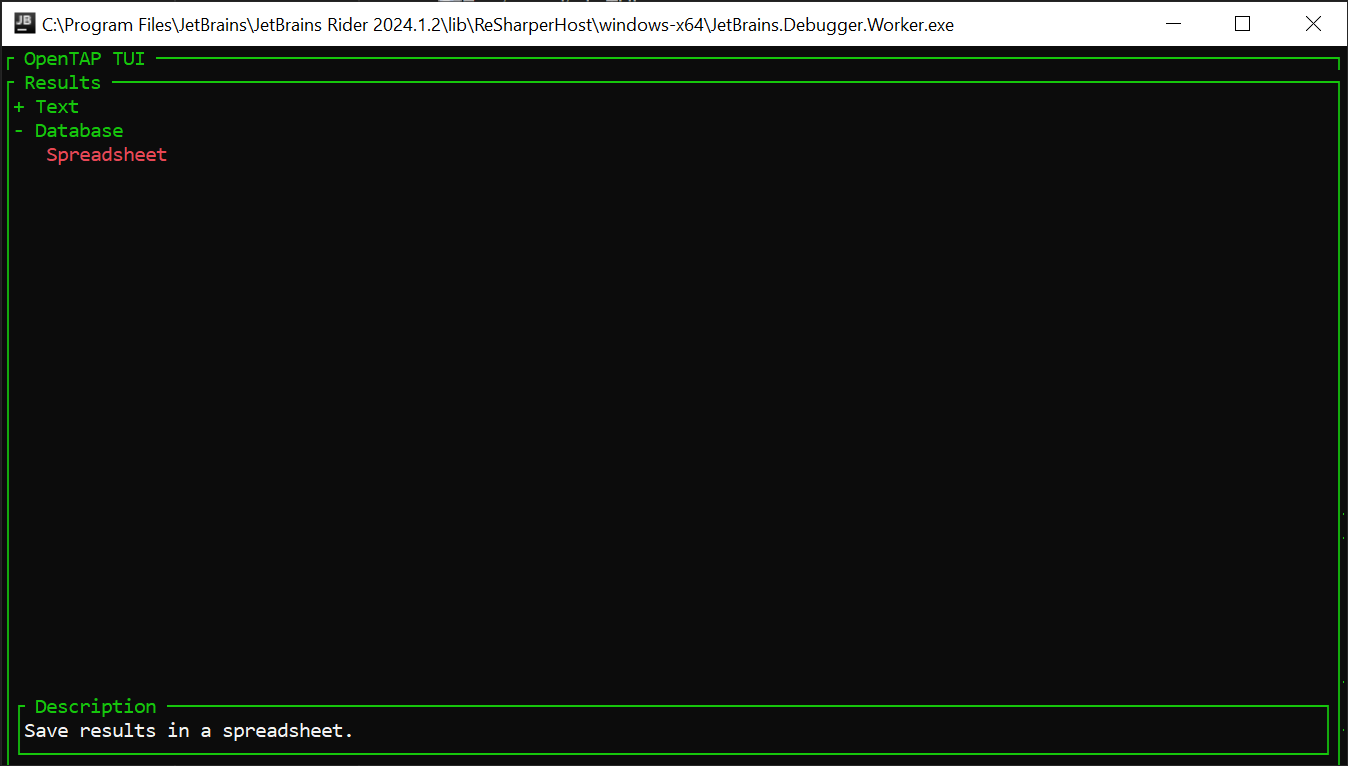 C:\Program Files\JetBrains\JetBrains Rider 2024.1.2\lib\ReSharperHost\windows-x64\JetBrains.Debugger.Worker.exe
OpenTAP TUI
Results
+ Text
- Database
Spreadsheet
Description
Save results in a spreadsheet.